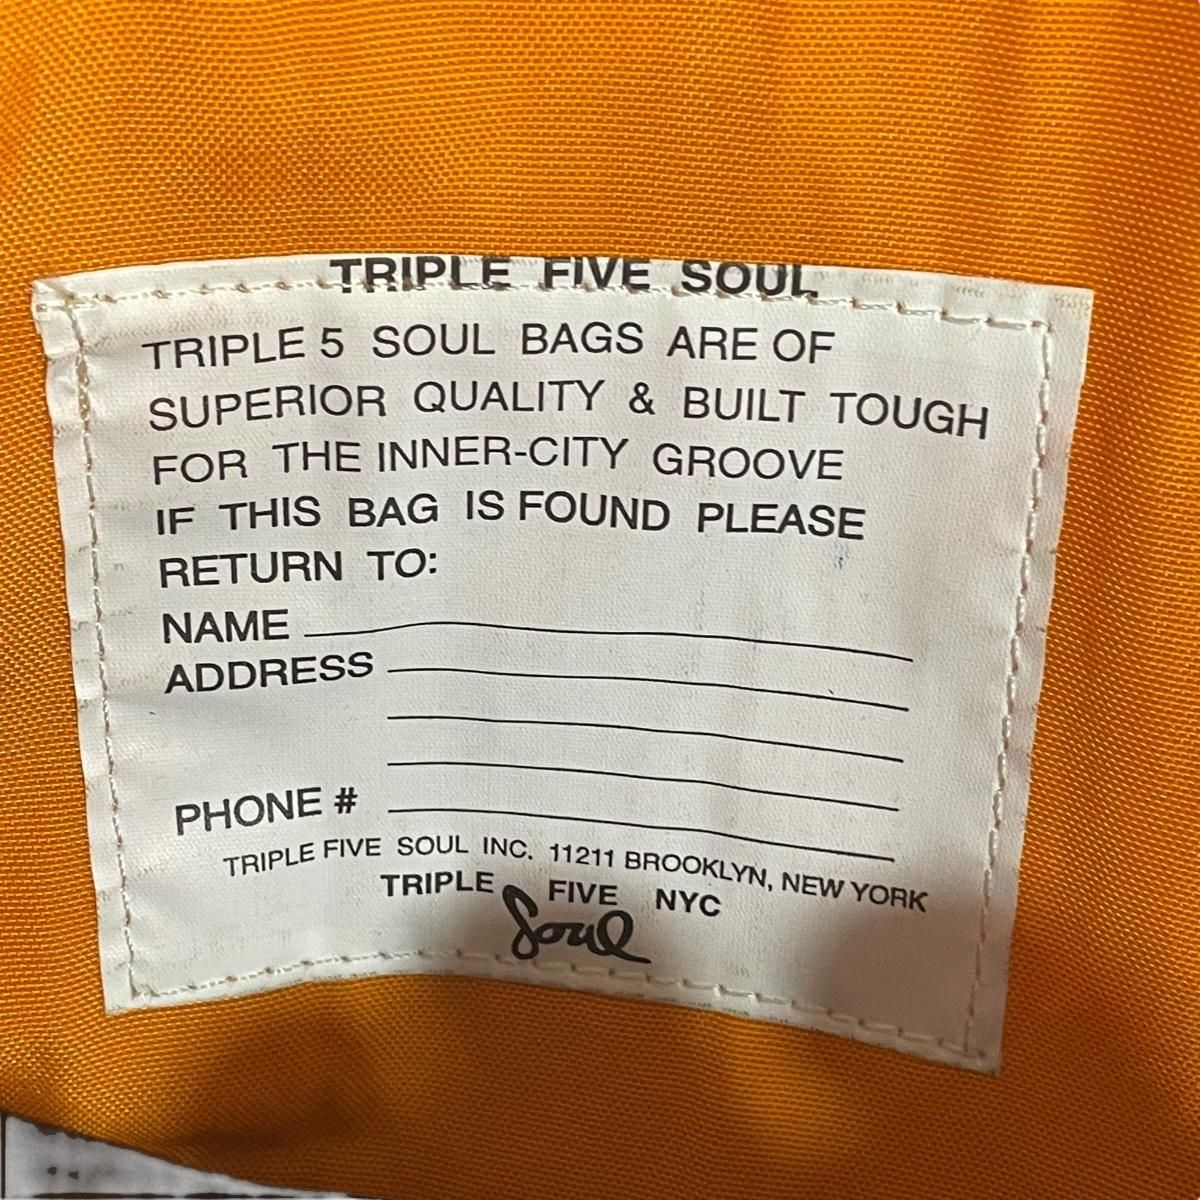 TRIPLE FIVE SOUL
TRIPLE 5 SOUL BAGS ARE OF
SUPERIOR QUALITY & BUILT TOUGH
FOR THE INNER-CITY GROOVE
IF THIS BAG IS FOUND PLEASE
RETURN TO:
NAME
ADDRESS
PHONE #
TRIPLE FIVE SOUL INC. 11211 BROOKLYN, NEW YORK
TRIPLE FIVE NYC
Soul